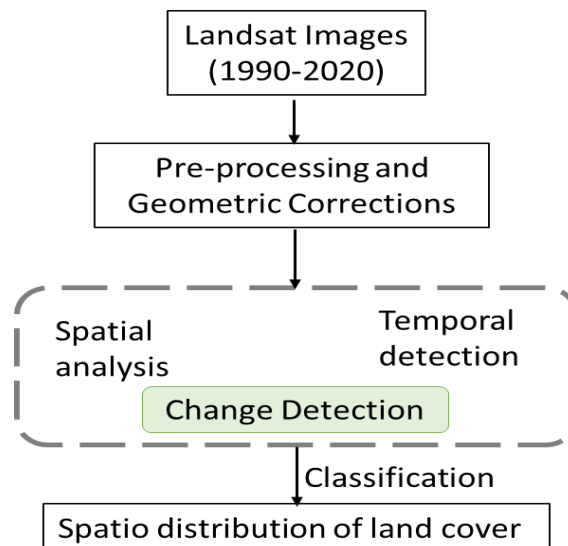 Landsat Images
(1990-2020)
Pre-processing and
Geometric Corrections
Spatial
analysis
Temporal
detection
Change Detection
Classification
Spatio distribution of land cover